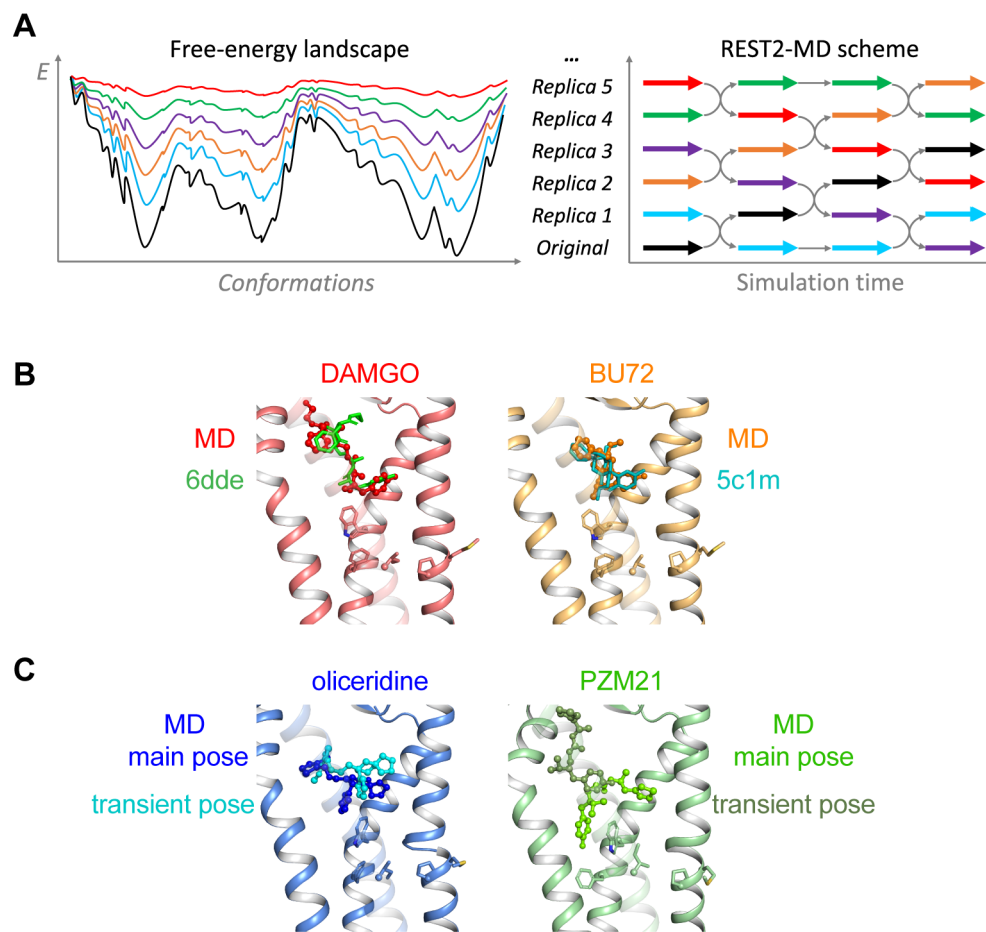 A
Free-energy landscape
E
Conformations
...
Replica 5
Replica 4
Replica 3
Replica 2
Replica 1
Original
REST2-MD scheme
Simulation time
B
DAMGO
MD
6dde
BU72
MD
5c1m
C
oliceridine
MD
main pose
transient pose
PZM21
MD
main pose
transient pose